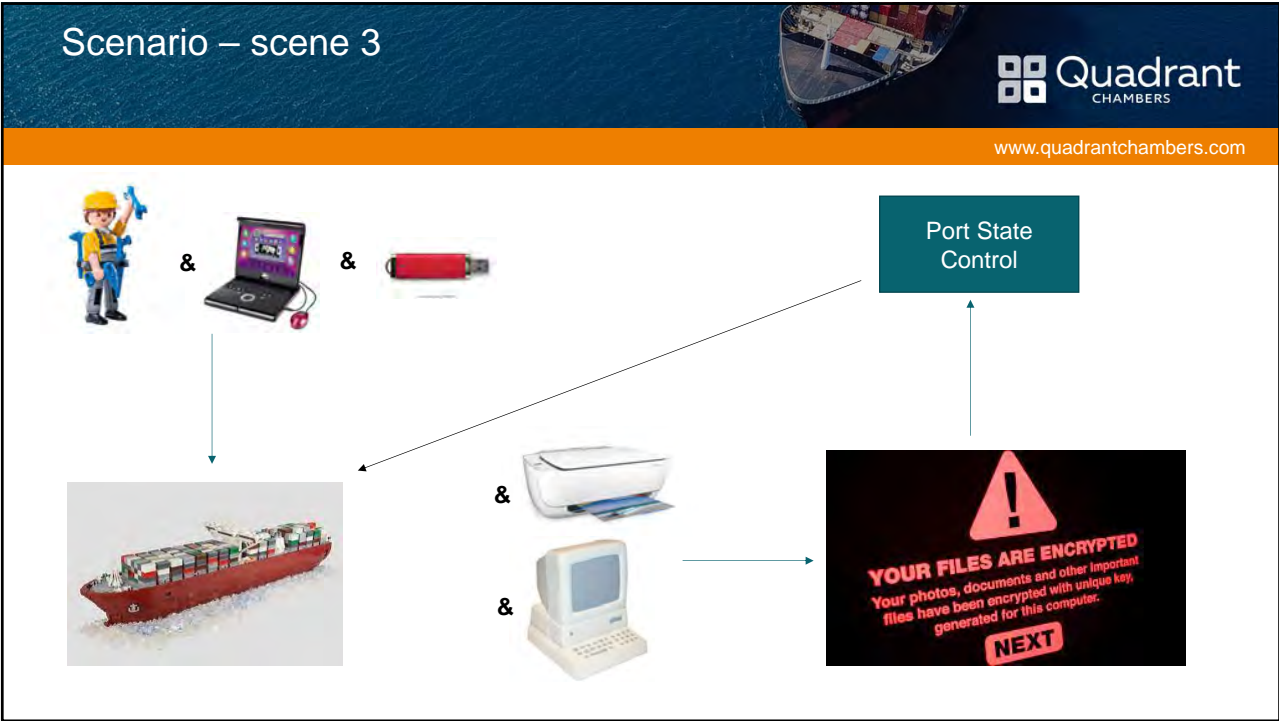 Scenario – scene 3
Quadrant
CHAMBERS
www.quadrantchambers.com
&
&
Port State
Control
&
&
YOUR FILES ARE ENCRYPTED
Your photos, documents and other important
files have been encrypted with unique key,
generated for this computer.
NEXT